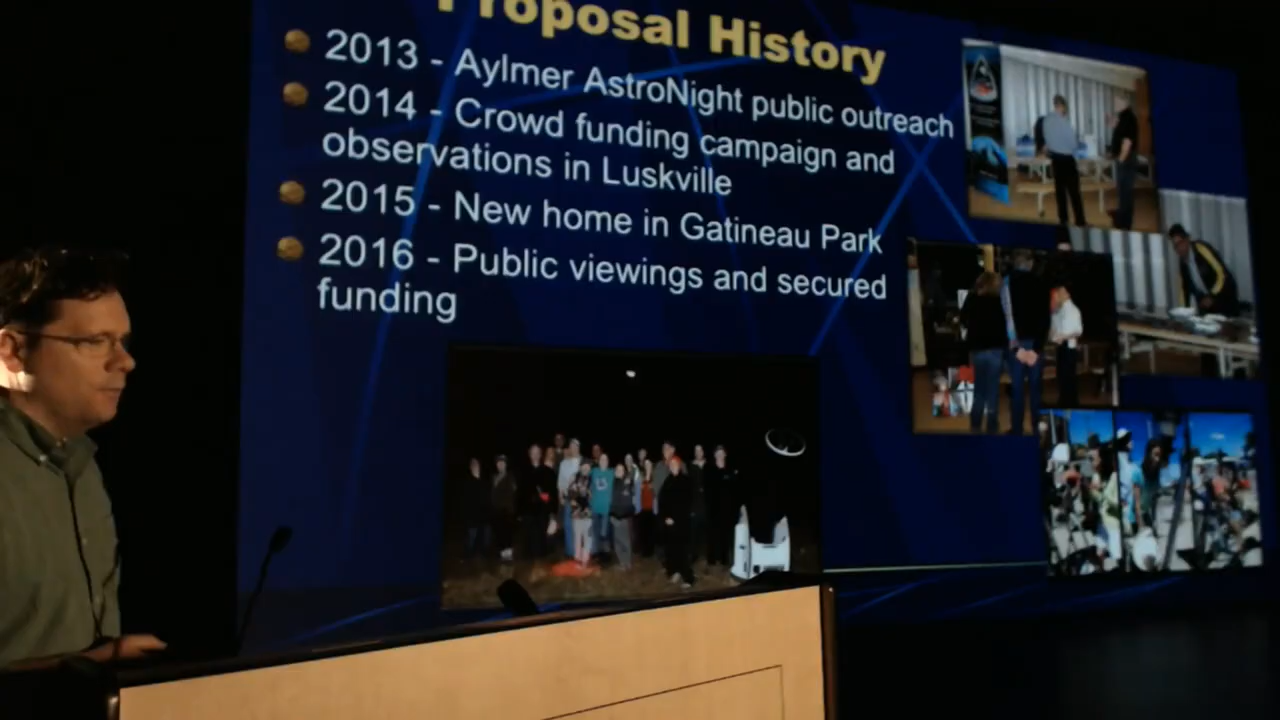 Proposal History
2013 - Aylmer AstroNight public outreach
2014 - Crowd funding campaign and
observations in Luskville
2015 - New home in Gatineau Park
2016 - Public viewings and secured
funding